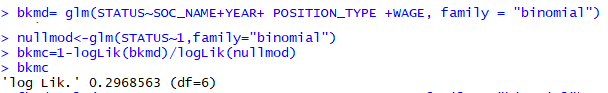 > bkmd= glm(STATUS~SOC_NAME+YEAR+ POSITION_TYPE +WAGE, family = "binomial")
> nullmod<-glm(STATUS~1,family="binomial")
> bkmc=1-logLik(bkmd)/logLik(nullmod)
> bkmc
'log Lik.' 0.2968563 (df=6)